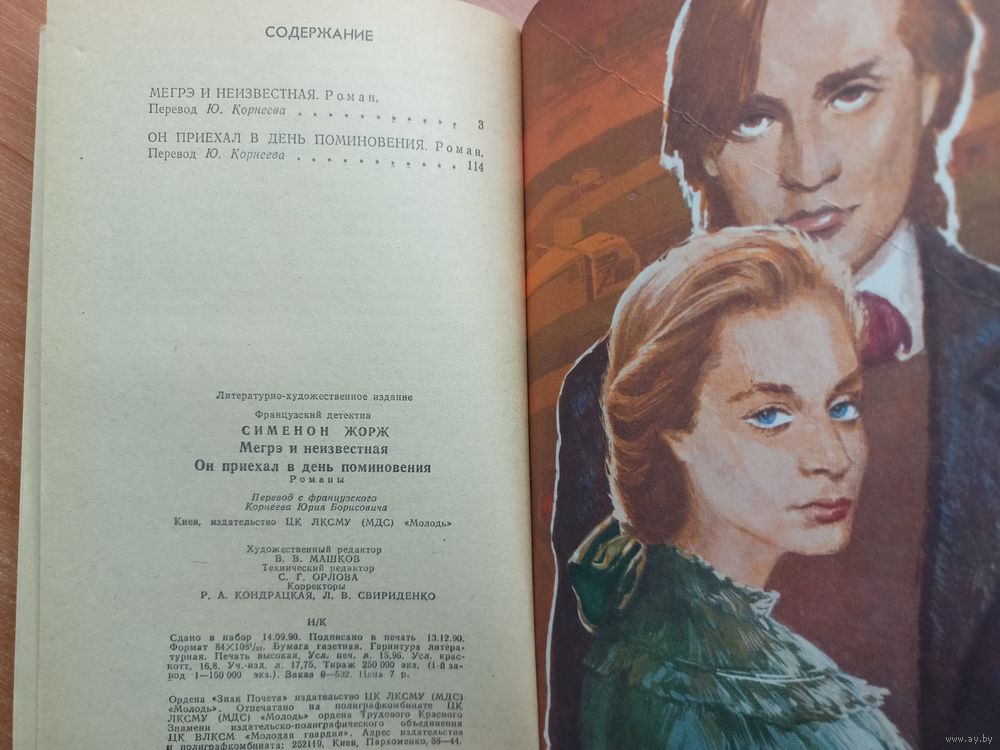 СОДЕРЖАНИЕ
МЕГРЭ И НЕИЗВЕСТНАЯ. Роман.
Перевод Ю. Корнеева . . . . . . . . . . . 3
ОН ПРИЕХАЛ В ДЕНЬ ПОМИНОВЕНИЯ. Роман.
Перевод Ю. Корнеева . . . . . . . . . . . 114
Литературно-художественное издание
Французский детектив
СИМЕНОН ЖОРЖ
Мегрэ и неизвестная
Он приехал в день поминовения
Романы
Перевод с французского
Корнеева Юрия Борисовича
Киев, издательство ЦК ЛКСМУ (МДС) «Молодь»
Художественный редактор
В. В. МАШКОВ
Технический редактор
С. Г. ОРЛОВА
Корректоры
Р. А. КОНДРАЦКАЯ, Л. В. СВИРИДЕНКО
Н/К
Сдано в набор 14.09.90. Подписано в печать 13.12.90.
Формат 84×108¹/₃₂. Бумага газетная. Гарнитура литера-
турная. Печать высокая. Усл. печ. л. 15,96. Усл. крас-
котт. 16,8. Уч.-изд. л. 17,75. Тираж 250 000 экз. (1-й за-
вод 1—150 000 экз.). Заказ 0—532. Цена 7 р.
Ордена «Знак Почета» издательство ЦК ЛКСМУ (МДС)
«Молодь». Отпечатано на полиграфкомбинате ЦК
ЛКСМУ (МДС) «Молодь» ордена Трудового Красного
Знамени издательско-полиграфического объединения
ЦК ВЛКСМ «Молодая гвардия». Адрес издательства
и полиграфкомбината: 252119, Киев, Пархоменко, 38—44.
www.ay.by